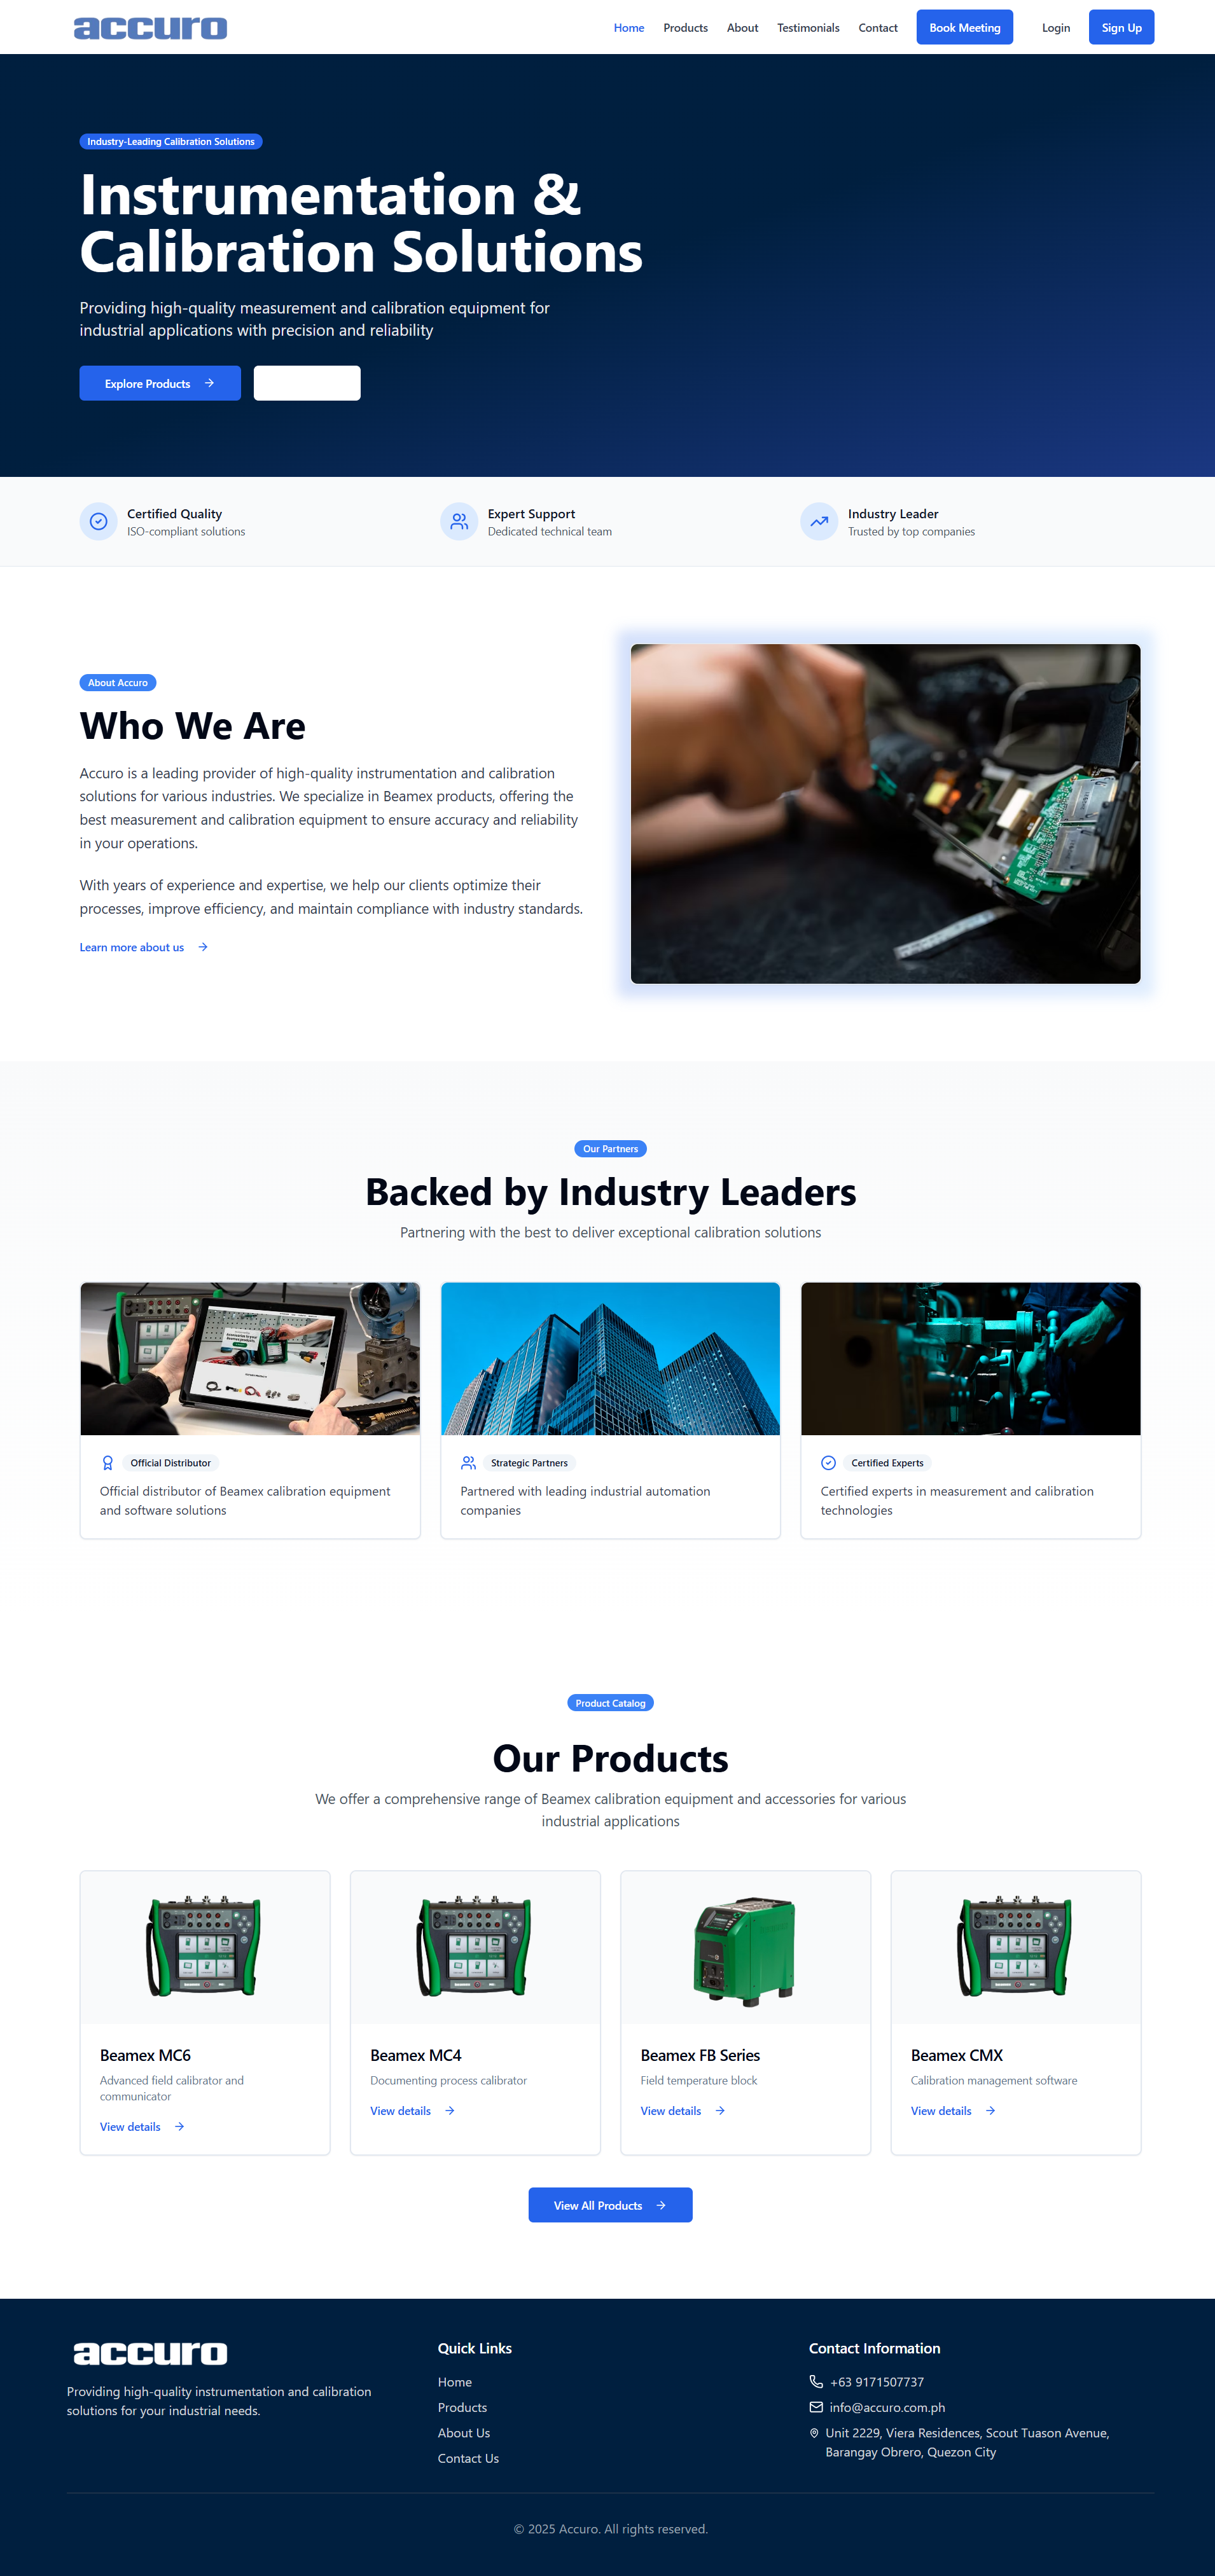 accuro
Home Products About Testimonials Contact Book Meeting Login Sign Up
Industry-Leading Calibration Solutions
Instrumentation &
Calibration Solutions
Providing high-quality measurement and calibration equipment for
industrial applications with precision and reliability
Explore Products
Certified Quality
ISO-compliant solutions
Expert Support
Dedicated technical team
Industry Leader
Trusted by top companies
About Accuro
Who We Are
Accuro is a leading provider of high-quality instrumentation and calibration
solutions for various industries. We specialize in Beamex products, offering the
best measurement and calibration equipment to ensure accuracy and reliability
in your operations.
With years of experience and expertise, we help our clients optimize their
processes, improve efficiency, and maintain compliance with industry standards.
Learn more about us
Our Partners
Backed by Industry Leaders
Partnering with the best to deliver exceptional calibration solutions
Official Distributor
Official distributor of Beamex calibration equipment
and software solutions
Strategic Partners
Partnered with leading industrial automation
companies
Certified Experts
Certified experts in measurement and calibration
technologies
Product Catalog
Our Products
We offer a comprehensive range of Beamex calibration equipment and accessories for various
industrial applications
Beamex MC6
Advanced field calibrator and
communicator
View details
Beamex MC4
Documenting process calibrator
View details
Beamex FB Series
Field temperature block
View details
Beamex CMX
Calibration management software
View details
View All Products
accuro
Providing high-quality instrumentation and calibration
solutions for your industrial needs.
Quick Links
Home
Products
About Us
Contact Us
Contact Information
+63 9171507737
info@accuro.com.ph
Unit 2229, Viera Residences, Scout Tuason Avenue,
Barangay Obrero, Quezon City
© 2025 Accuro. All rights reserved.